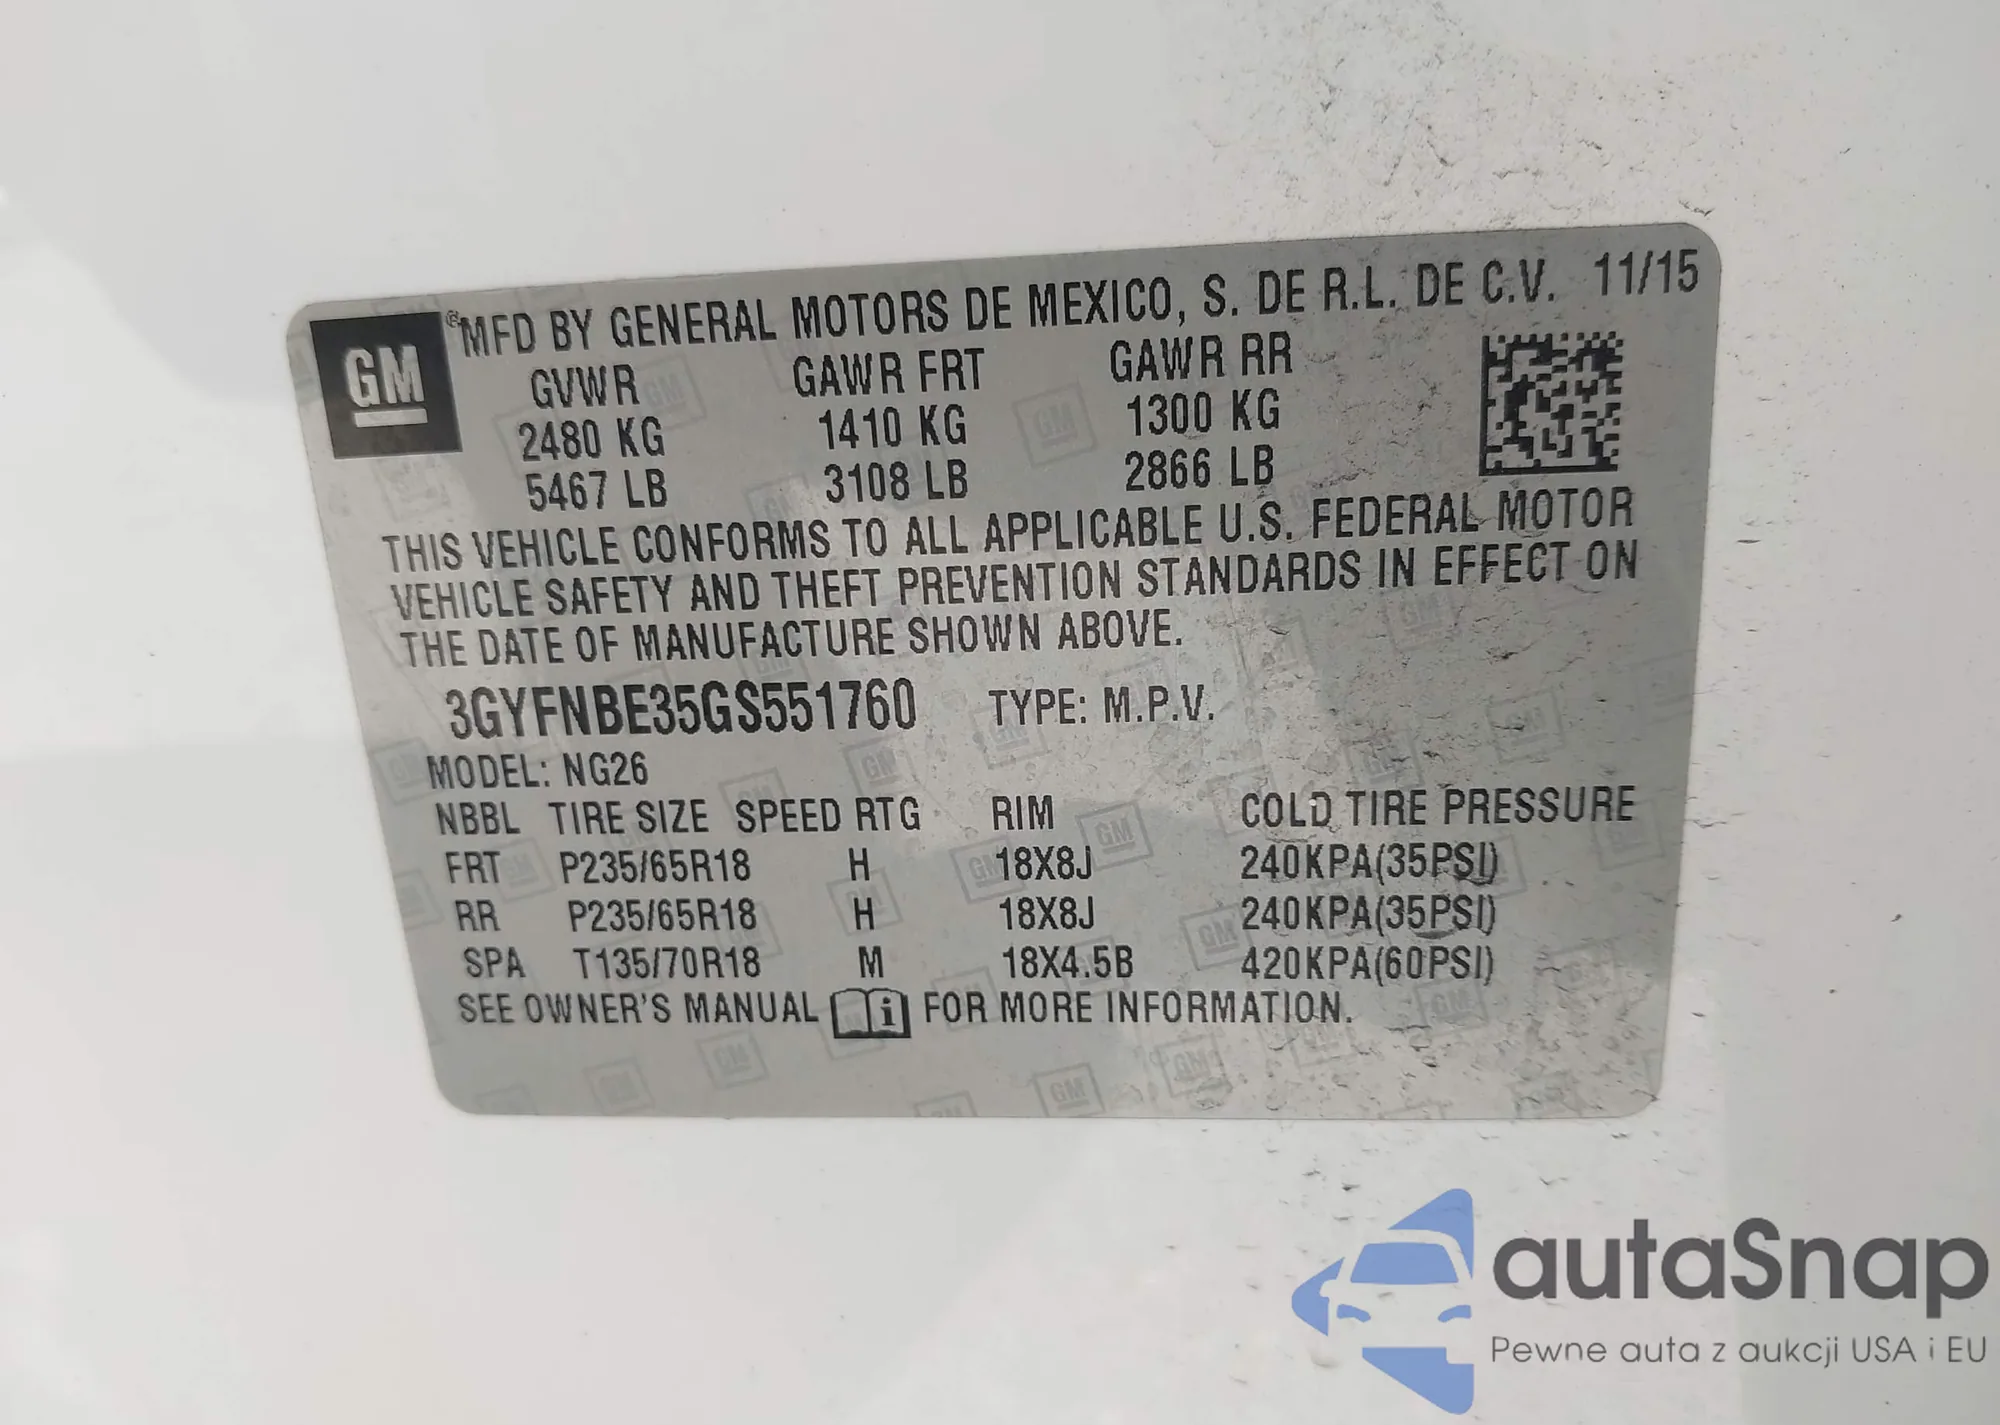 GM
® MFD BY GENERAL MOTORS DE MEXICO, S. DE R.L. DE C.V. 11/15
GVWR GAWR FRT GAWR RR
2480 KG 1410 KG 1300 KG
5467 LB 3108 LB 2866 LB
THIS VEHICLE CONFORMS TO ALL APPLICABLE U.S. FEDERAL MOTOR
VEHICLE SAFETY AND THEFT PREVENTION STANDARDS IN EFFECT ON
THE DATE OF MANUFACTURE SHOWN ABOVE.
3GYFNBE35GS551760 TYPE: M.P.V.
MODEL: NG26
NBBL TIRE SIZE SPEED RTG RIM COLD TIRE PRESSURE
FRT P235/65R18 H 18X8J 240KPA(35PSI)
RR P235/65R18 H 18X8J 240KPA(35PSI)
SPA T135/70R18 M 18X4.5B 420KPA(60PSI)
SEE OWNER'S MANUAL i FOR MORE INFORMATION.
autaSnap
Pewne auta z aukcji USA i EU